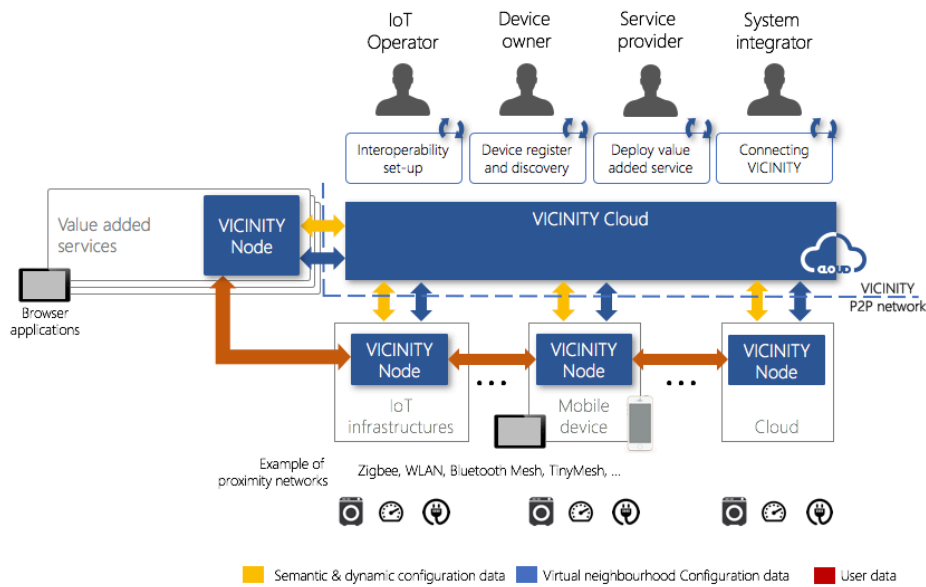 IoT
Operator
Device
owner
Service
provider
System
integrator
Interoperability
set-up
Device register
and discovery
Deploy value
added service
Connecting
VICINITY
Value added
services
VICINITY
Node
VICINITY Cloud
CLOUD
Browser
applications
VICINITY
P2P network
VICINITY
Node
...
VICINITY
Node
...
VICINITY
Node
IoT
infrastructures
Mobile
device
Cloud
Example of
proximity networks
Zigbee, WLAN, Bluetooth Mesh, TinyMesh, ...
Semantic & dynamic configuration data
Virtual neighbourhood Configuration data
User data